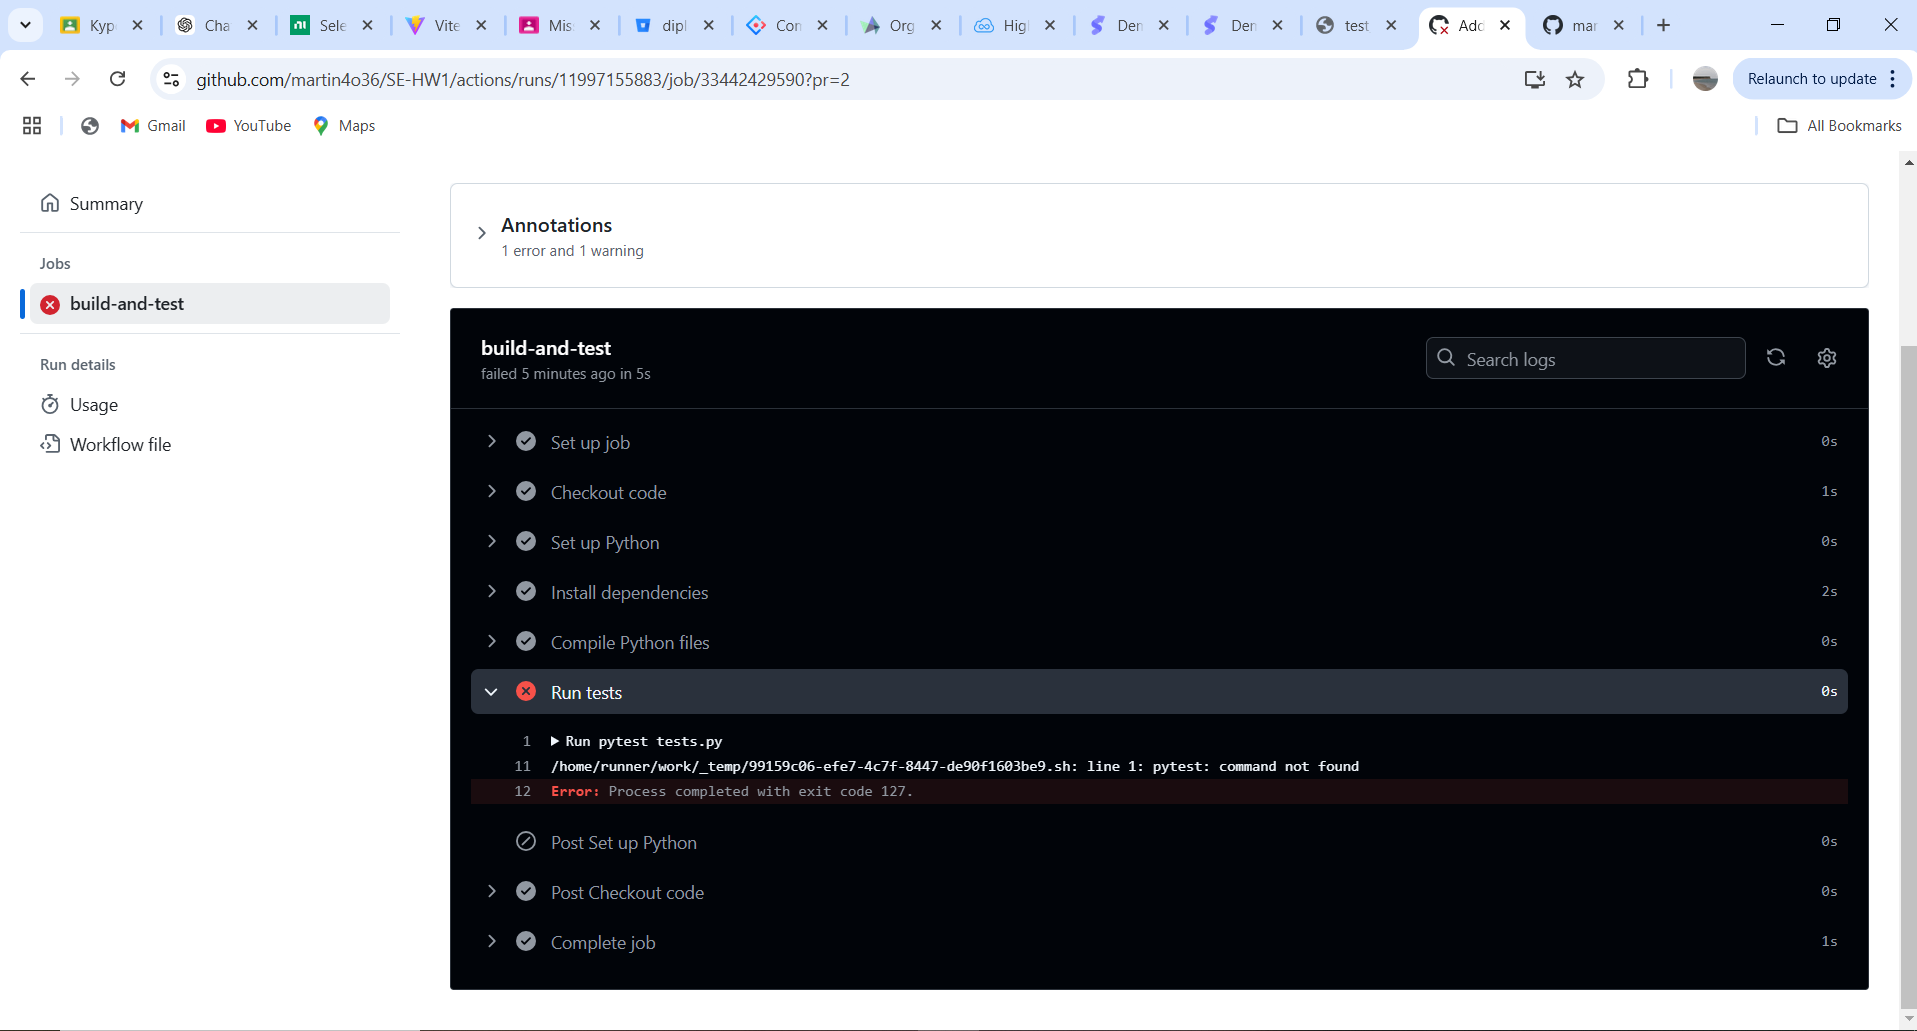 Kyp
Cha
Sele
Vite
Mis
dipl
Con
Org
Hig
Den
Den
test
Add
mar
github.com/martin4o36/SE-HW1/actions/runs/11997155883/job/33442429590?pr=2
Relaunch to update
Gmail
YouTube
Maps
All Bookmarks
Summary
Jobs
build-and-test
Run details
Usage
Workflow file
Annotations
1 error and 1 warning
build-and-test
failed 5 minutes ago in 5s
Search logs
Set up job 0s
Checkout code 1s
Set up Python 0s
Install dependencies 2s
Compile Python files 0s
Run tests 0s
1 Run pytest tests.py
11 /home/runner/work/_temp/99159c06-efe7-4c7f-8447-de90f1603be9.sh: line 1: pytest: command not found
12 Error: Process completed with exit code 127.
Post Set up Python 0s
Post Checkout code 0s
Complete job 1s